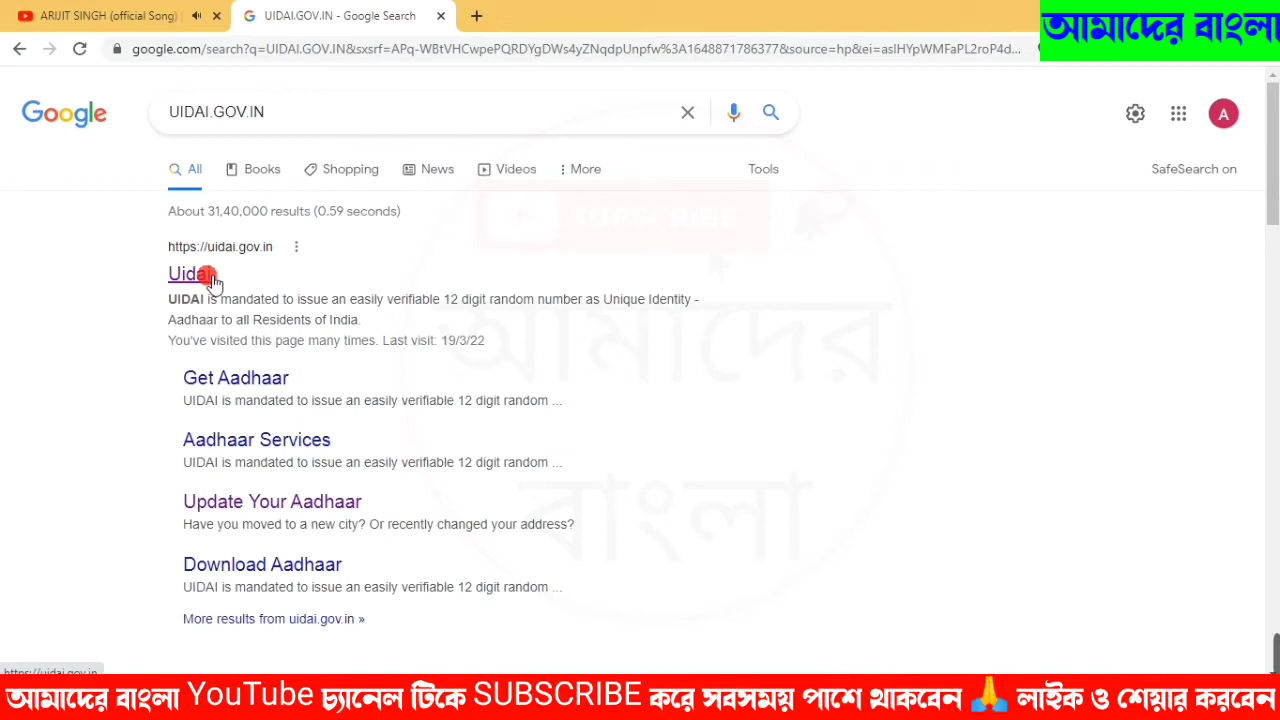 ARIJIT SINGH (official Song)
UIDAI.GOV.IN - Google Search
আমাদের বাংলা
google.com/search?q=UIDAI.GOV.IN&sxsrf=APq-WBtVHCwpePQRDYgDWs4yZNqdpUnpfw%3A1648871786377&source=hp&ei=aslHYpWMFaPL2roP4d...
Google
UIDAI.GOV.IN
A
All
Books
Shopping
News
Videos
More
Tools
SafeSearch on
About 31,40,000 results (0.59 seconds)
https://uidai.gov.in
Uidai
SUBSCRIBE
UIDAI is mandated to issue an easily verifiable 12 digit random number as Unique Identity -
Aadhaar to all Residents of India.
You've visited this page many times. Last visit: 19/3/22
আমাদের
Get Aadhaar
UIDAI is mandated to issue an easily verifiable 12 digit random ...
Aadhaar Services
UIDAI is mandated to issue an easily verifiable 12 digit random ...
Update Your Aadhaar
Have you moved to a new city? Or recently changed your address?
বাংলা
Download Aadhaar
UIDAI is mandated to issue an easily verifiable 12 digit random ...
More results from uidai.gov.in »
https://uidai.gov.in
আমাদের বাংলা YouTube চ্যানেল টিকে SUBSCRIBE করে সবসময় পাশে থাকবেন 🙏 লাইক ও শেয়ার করবেন